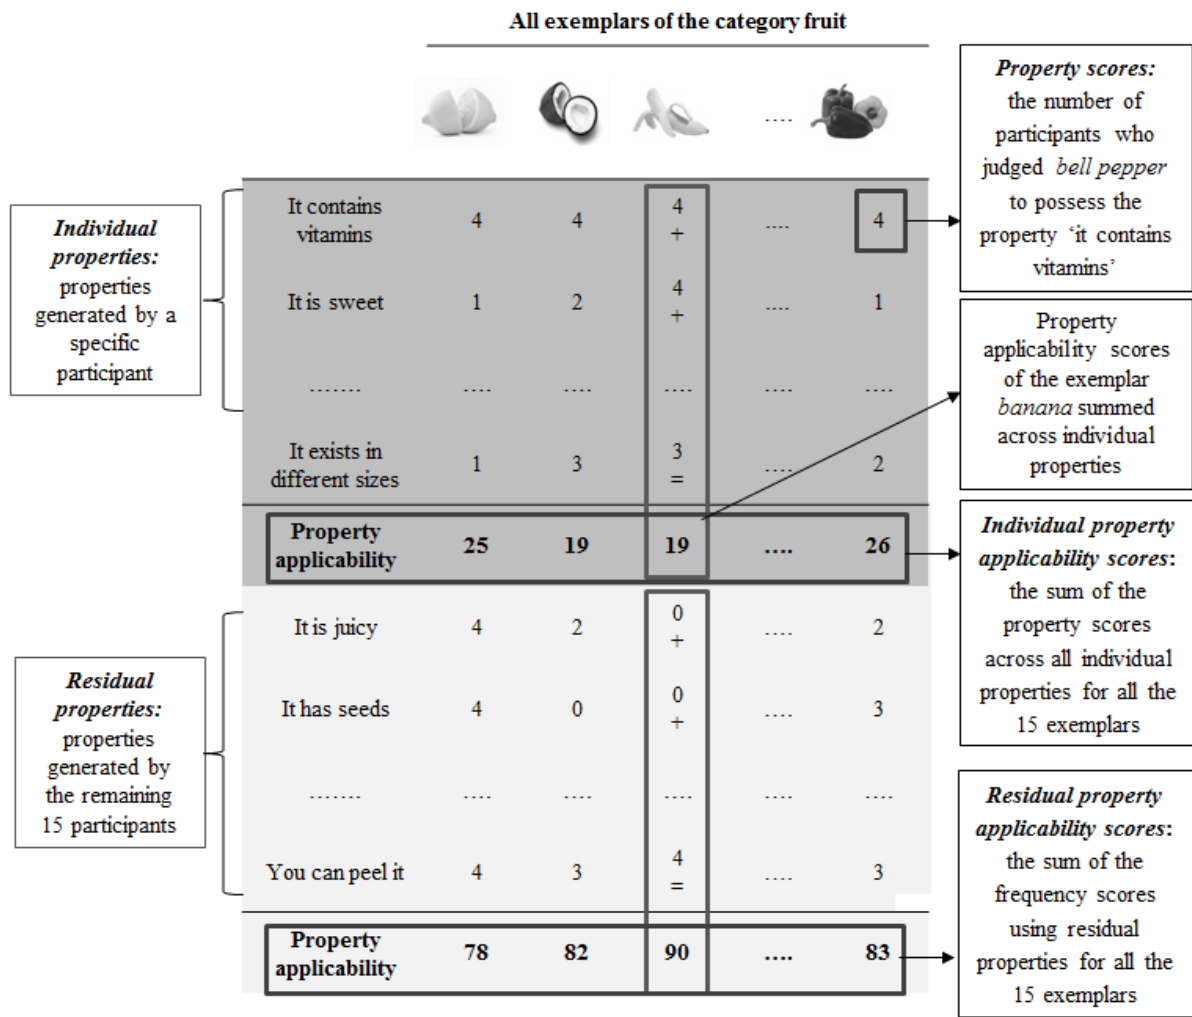 All exemplars of the category fruit
....
Individual
properties:
properties
generated by a
specific
participant
It contains
vitamins
4
4
4
+
....
4
It is sweet
1
2
4
+
....
1
.......
....
....
....
....
....
It exists in
different sizes
1
3
3
=
....
2
Property
applicability
25
19
19
....
26
Residual
properties:
properties
generated by
the remaining
15 participants
It is juicy
4
2
0
+
....
2
It has seeds
4
0
0
+
....
3
.......
....
....
....
....
....
You can peel it
4
3
4
=
....
3
Property
applicability
78
82
90
....
83
Property scores:
the number of
participants who
judged bell pepper
to possess the
property ‘it contains
vitamins’
Property
applicability scores
of the exemplar
banana summed
across individual
properties
Individual property
applicability scores:
the sum of the
property scores
across all individual
properties for all the
15 exemplars
Residual property
applicability scores:
the sum of the
frequency scores
using residual
properties for all the
15 exemplars